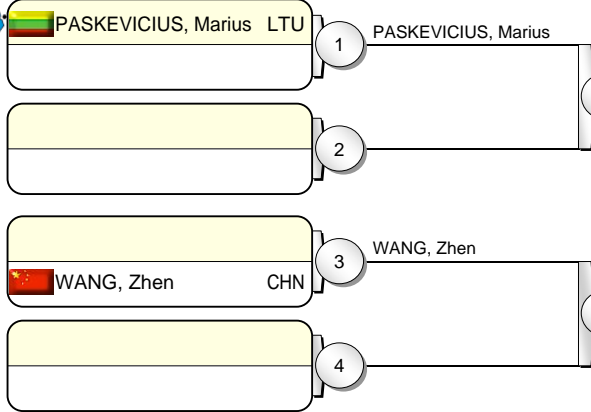 PASKEVICIUS, Marius LTU
1
PASKEVICIUS, Marius
2
3
WANG, Zhen
WANG, Zhen CHN
4